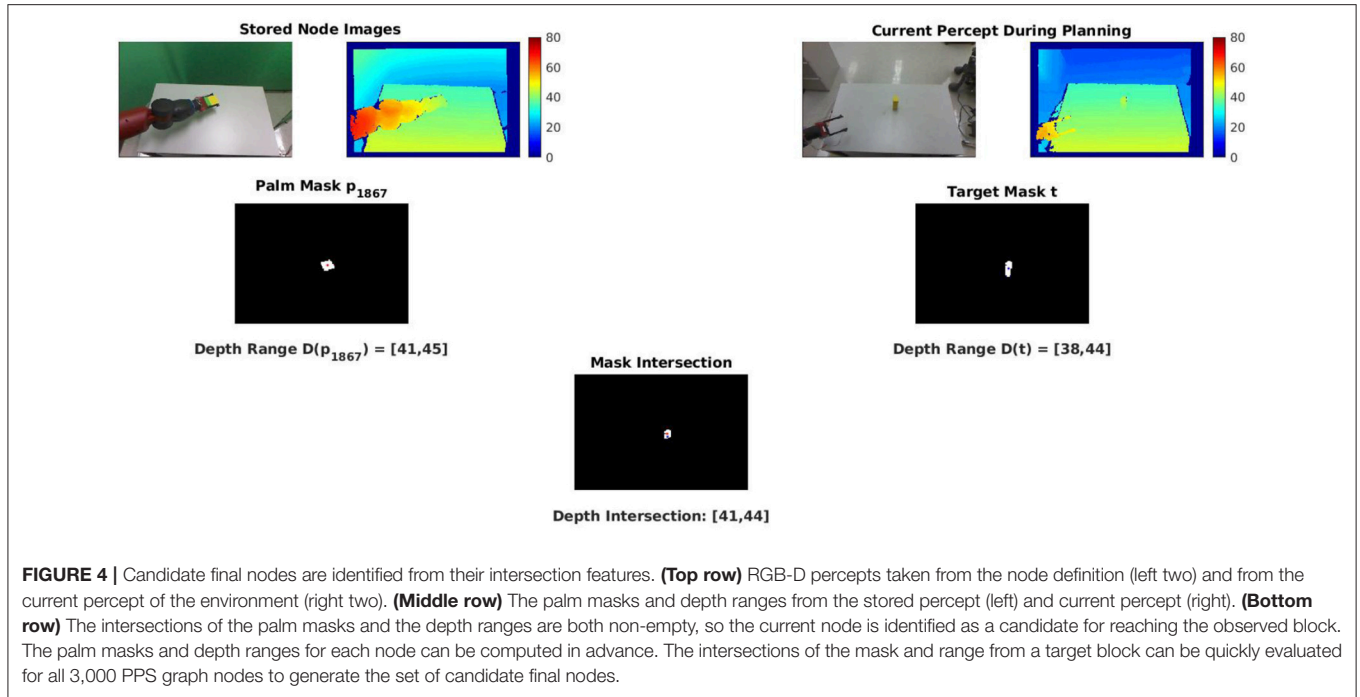 Stored Node Images
Current Percept During Planning
80
60
40
20
0
80
60
40
20
0
Palm Mask p1867
Target Mask t
Depth Range D(p1867) = [41,45]
Depth Range D(t) = [38,44]
Mask Intersection
Depth Intersection: [41,44]
FIGURE 4 | Candidate final nodes are identified from their intersection features. (Top row) RGB-D percepts taken from the node definition (left two) and from the
current percept of the environment (right two). (Middle row) The palm masks and depth ranges from the stored percept (left) and current percept (right). (Bottom
row) The intersections of the palm masks and the depth ranges are both non-empty, so the current node is identified as a candidate for reaching the observed block.
The palm masks and depth ranges for each node can be computed in advance. The intersections of the mask and range from a target block can be quickly evaluated
for all 3,000 PPS graph nodes to generate the set of candidate final nodes.